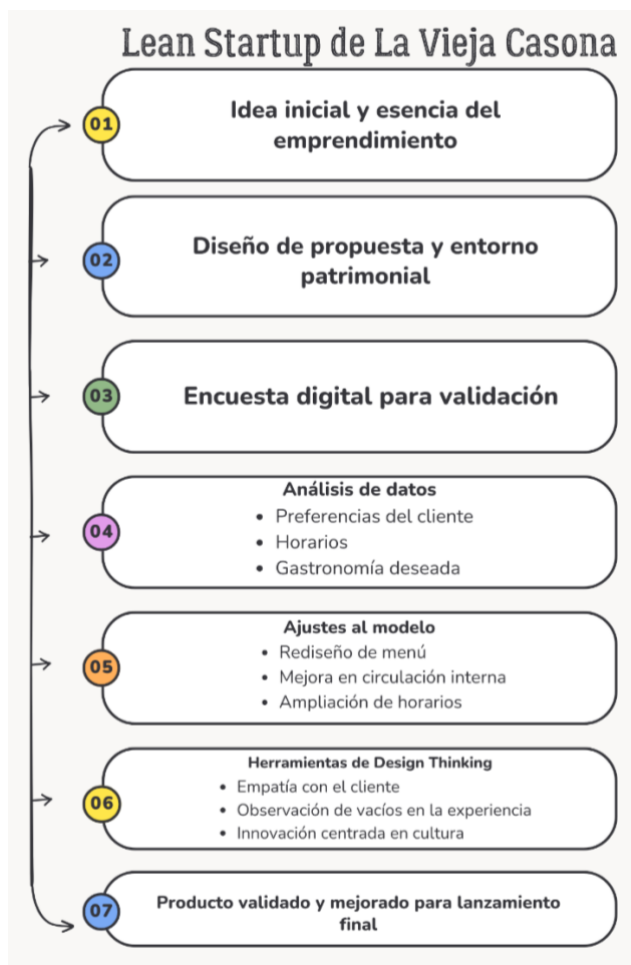 Lean Startup de La Vieja Casona
01
Idea inicial y esencia del
emprendimiento
02
Diseño de propuesta y entorno
patrimonial
03
Encuesta digital para validación
04
Análisis de datos
• Preferencias del cliente
• Horarios
• Gastronomía deseada
05
Ajustes al modelo
• Rediseño de menú
• Mejora en circulación interna
• Ampliación de horarios
06
Herramientas de Design Thinking
• Empatía con el cliente
• Observación de vacíos en la experiencia
• Innovación centrada en cultura
07
Producto validado y mejorado para lanzamiento
final